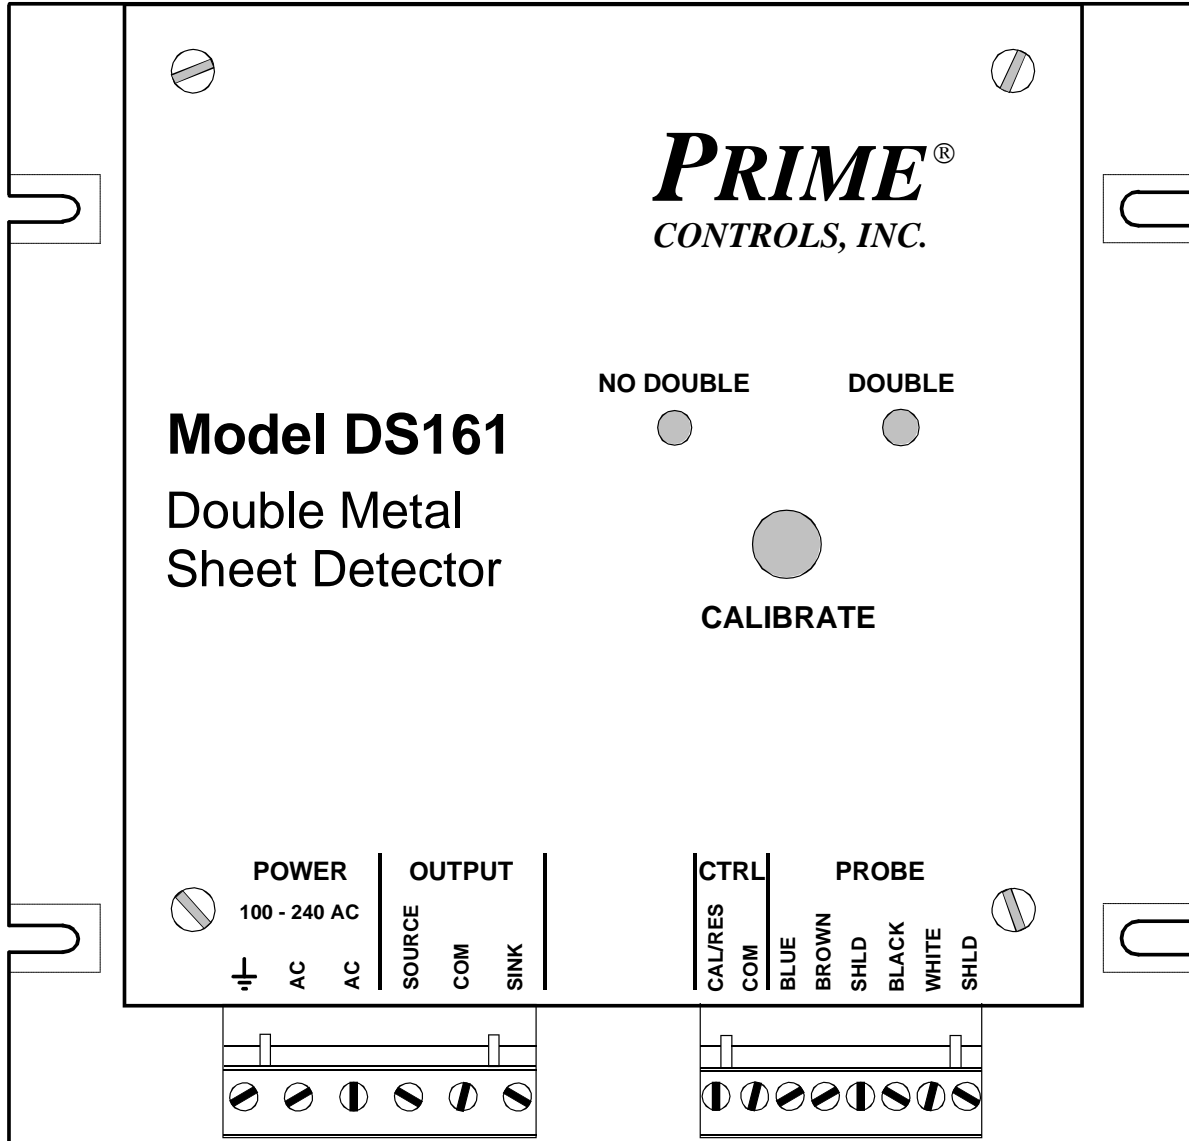 PRIME®
CONTROLS, INC.
NO DOUBLE DOUBLE
Model DS161
Double Metal
Sheet Detector
CALIBRATE
POWER OUTPUT CTRL PROBE
100 - 240 AC
AC AC SOURCE COM SINK CAL/RES COM BLUE BROWN SHLD BLACK WHITE SHLD